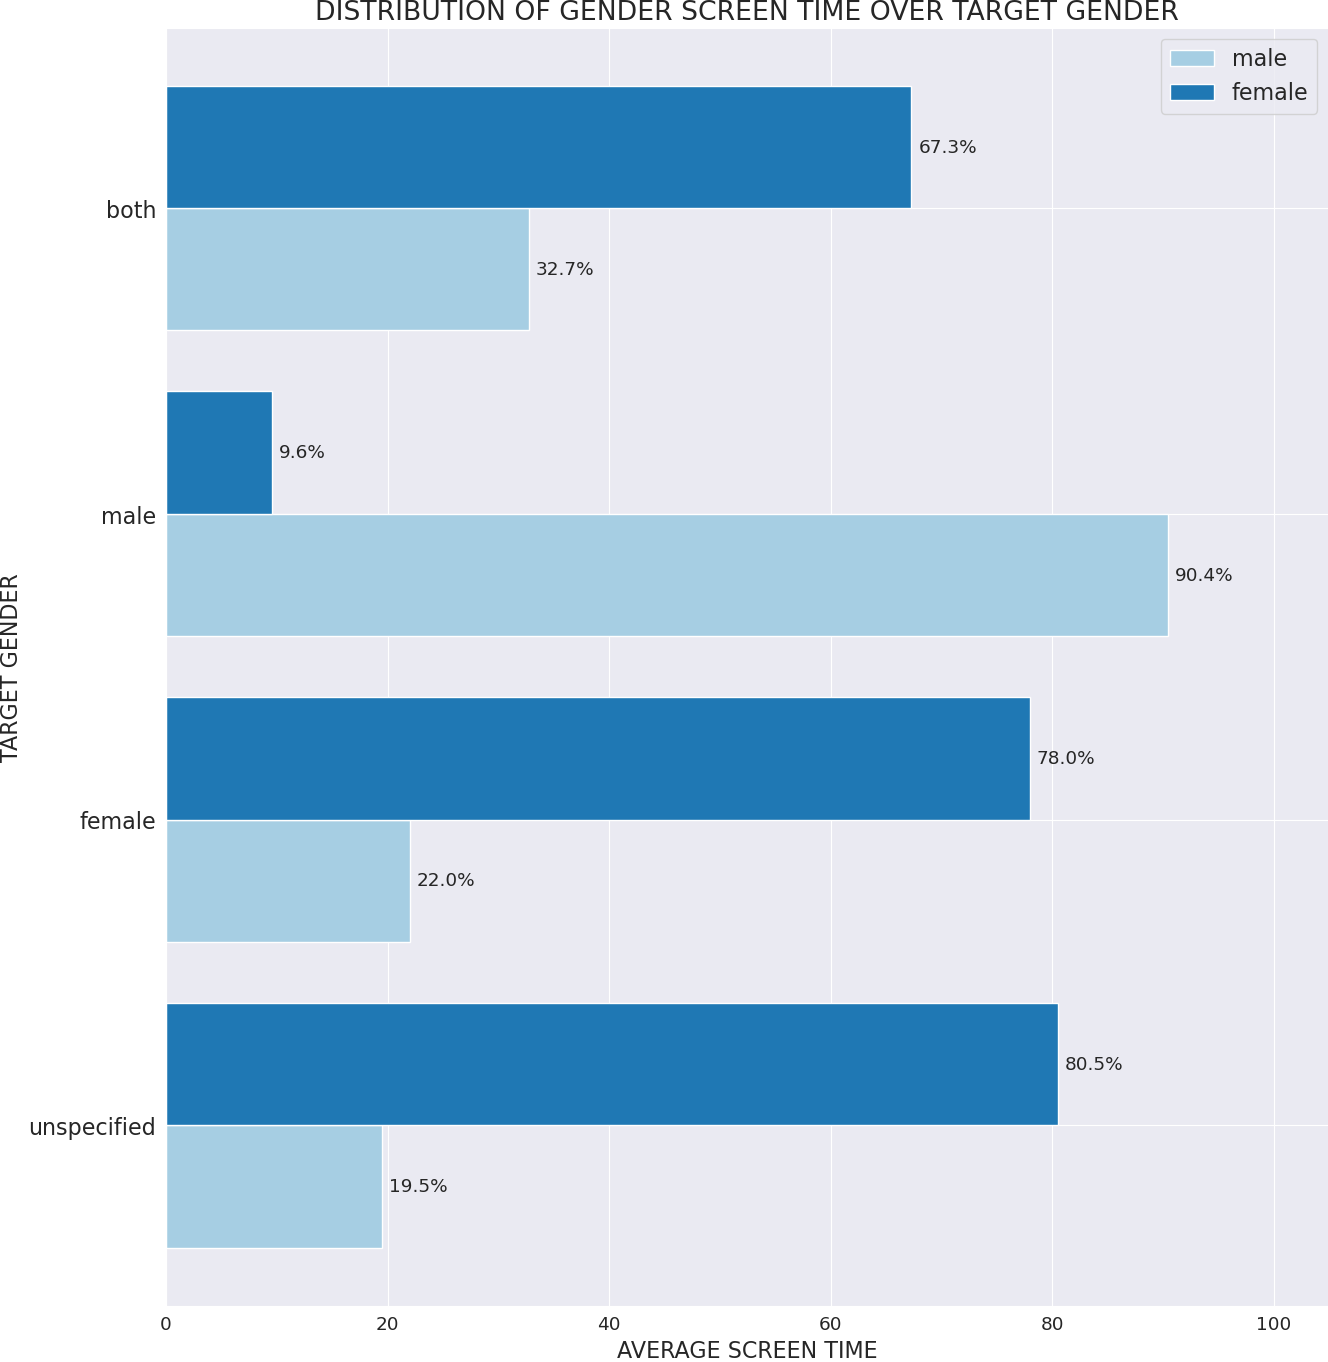 DISTRIBUTION OF GENDER SCREEN TIME OVER TARGET GENDER
male
female
67.3%
both
32.7%
9.6%
male
90.4%
TARGET GENDER
78.0%
female
22.0%
80.5%
unspecified
19.5%
0 20 40 60 80 100
AVERAGE SCREEN TIME